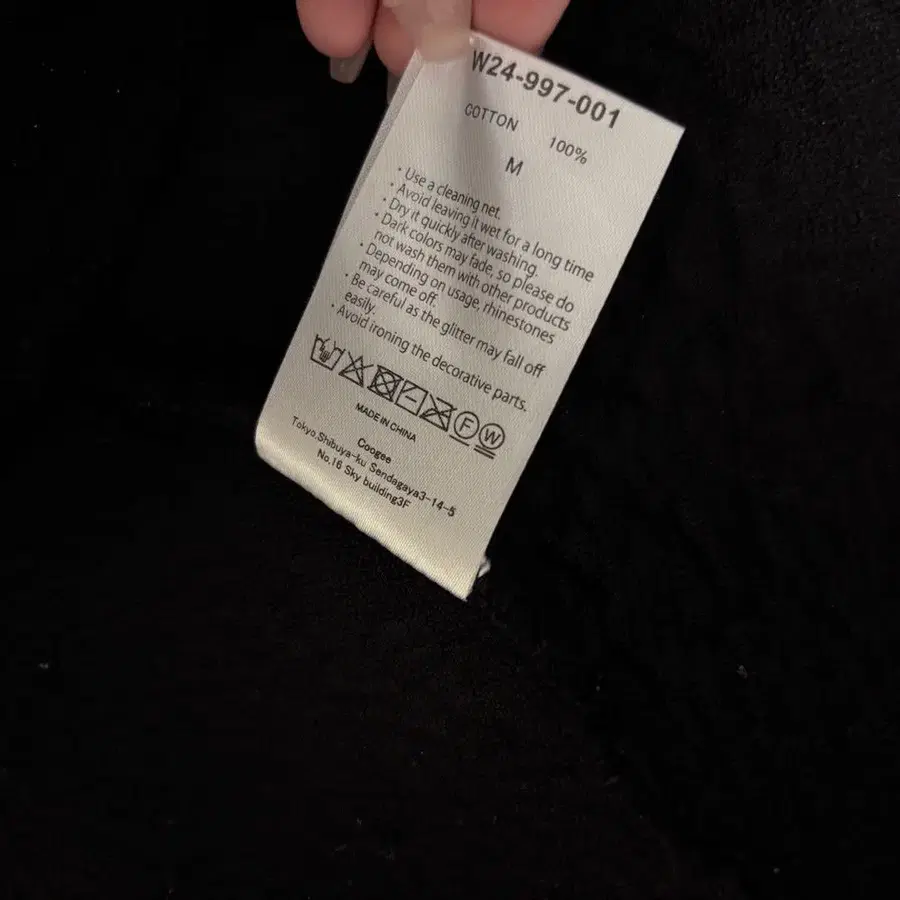 W24-997-001
COTTON 100%
M
・Use a cleaning net.
・Avoid leaving it wet for a long time
・Dry it quickly after washing.
・Dark colors may fade, so please do
not wash them with other products
・Depending on usage, rhinestones
may come off.
・Be careful as the glitter may fall off
easily.
・Avoid ironing the decorative parts.
F W
MADE IN CHINA
Coogee
Tokyo.Shibuya-ku Sendagaya3-14-5
No.16 Sky building3F